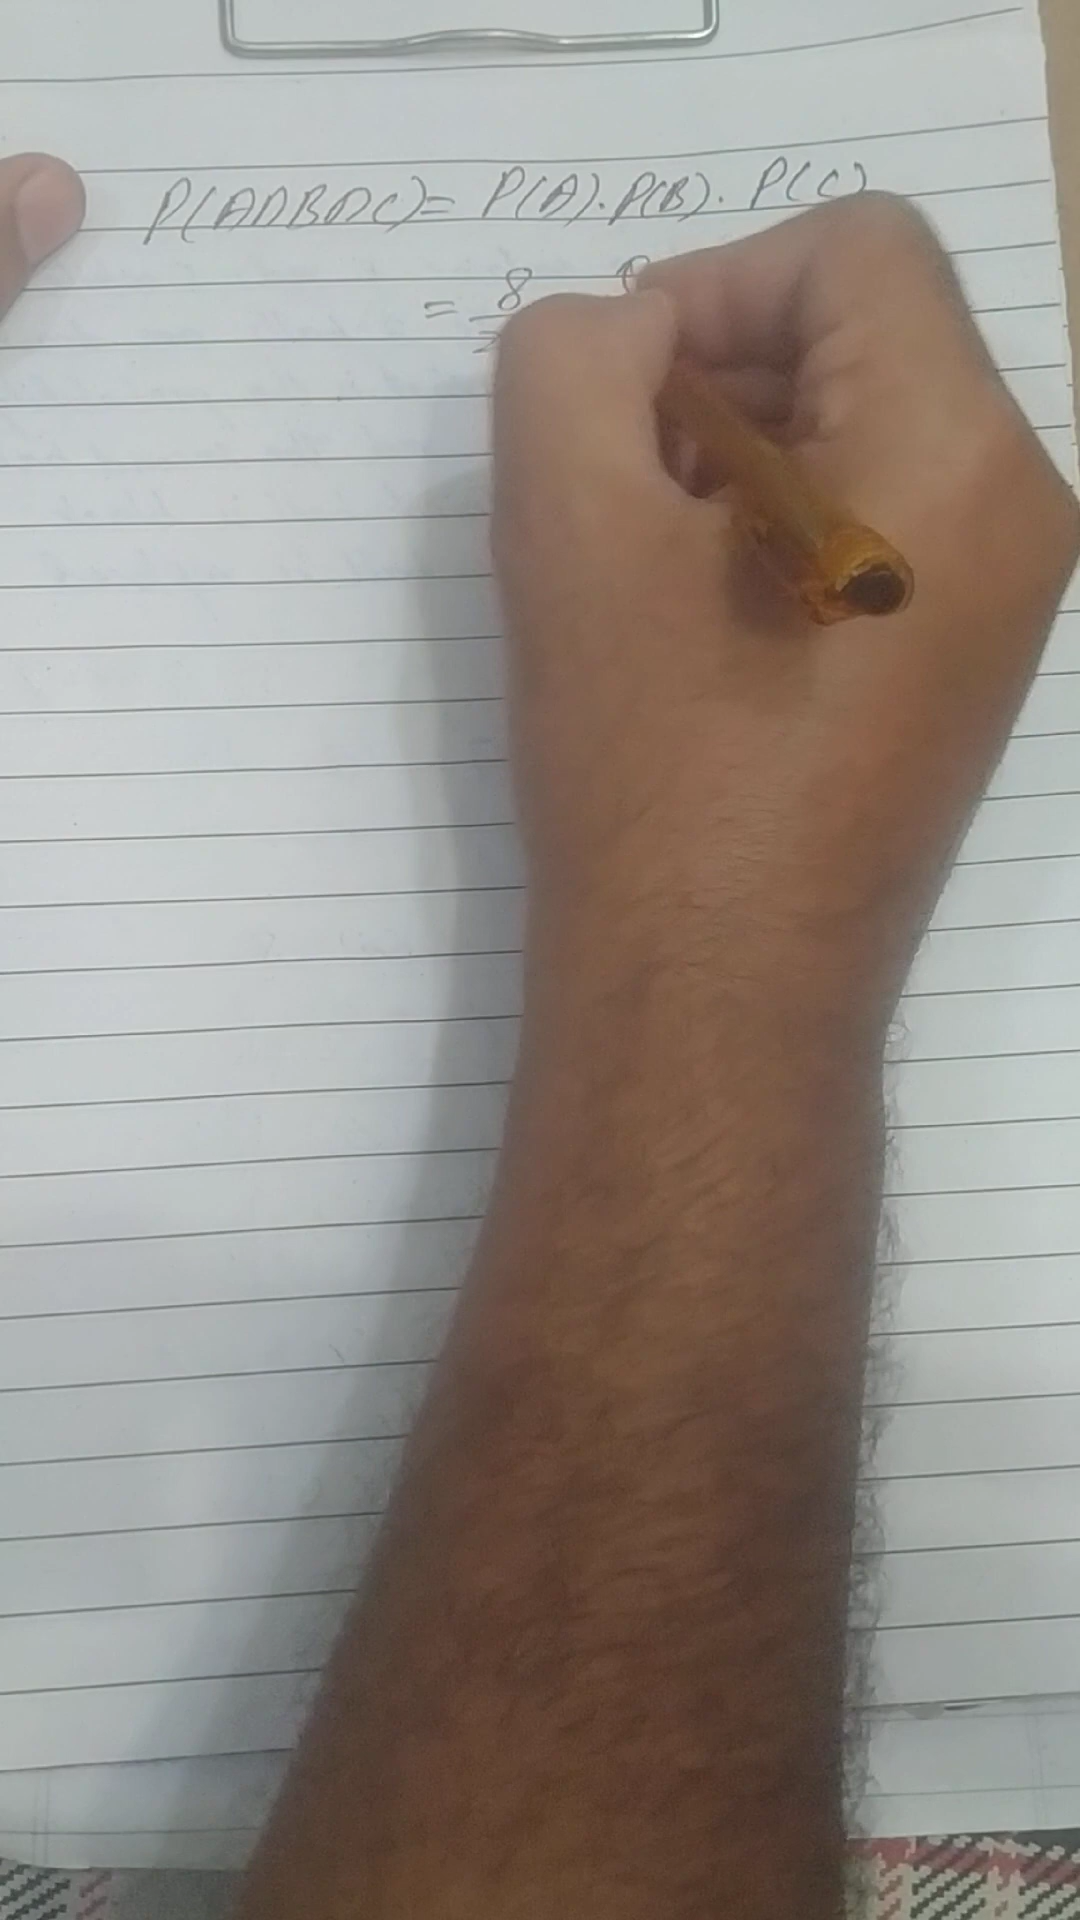 P(A∩B∩C) = P(A).P(B).P(C)
= 8